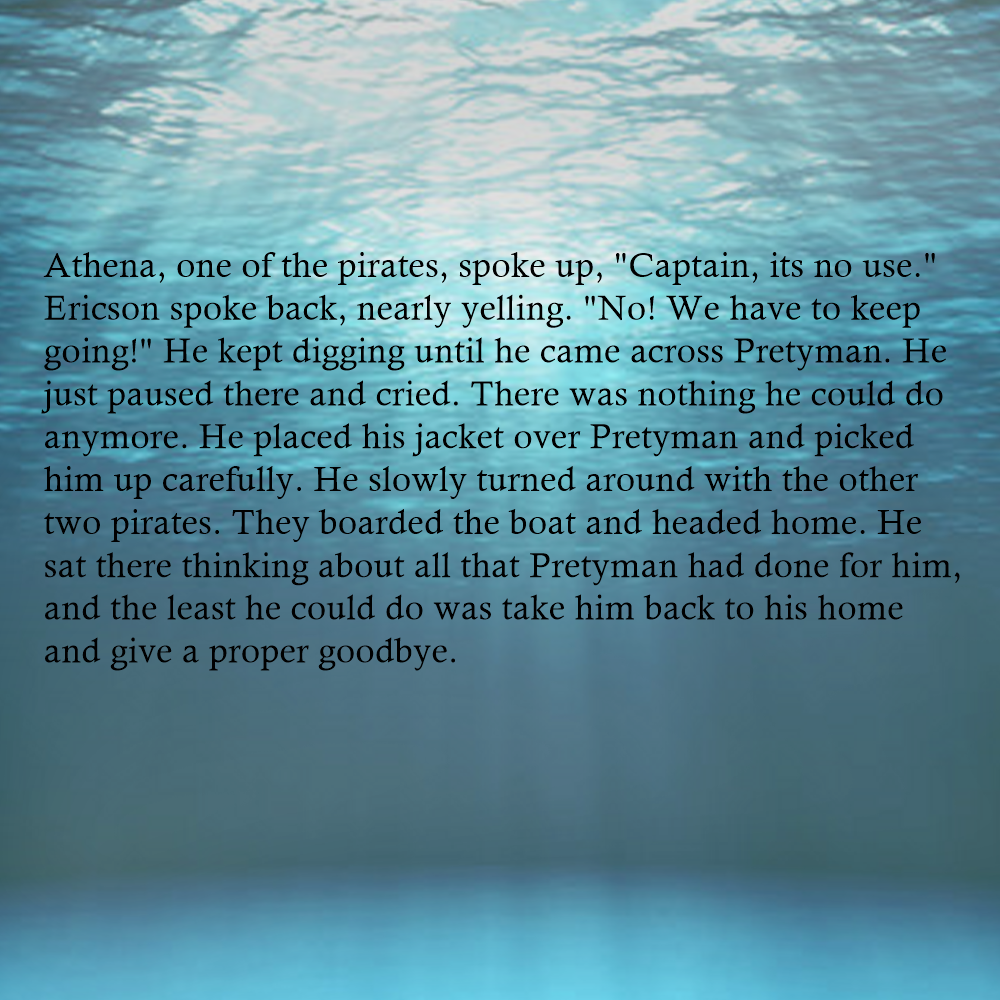 Athena, one of the pirates, spoke up, "Captain, its no use."
Ericson spoke back, nearly yelling. "No! We have to keep
going!" He kept digging until he came across Pretyman. He
just paused there and cried. There was nothing he could do
anymore. He placed his jacket over Pretyman and picked
him up carefully. He slowly turned around with the other
two pirates. They boarded the boat and headed home. He
sat there thinking about all that Pretyman had done for him,
and the least he could do was take him back to his home
and give a proper goodbye.